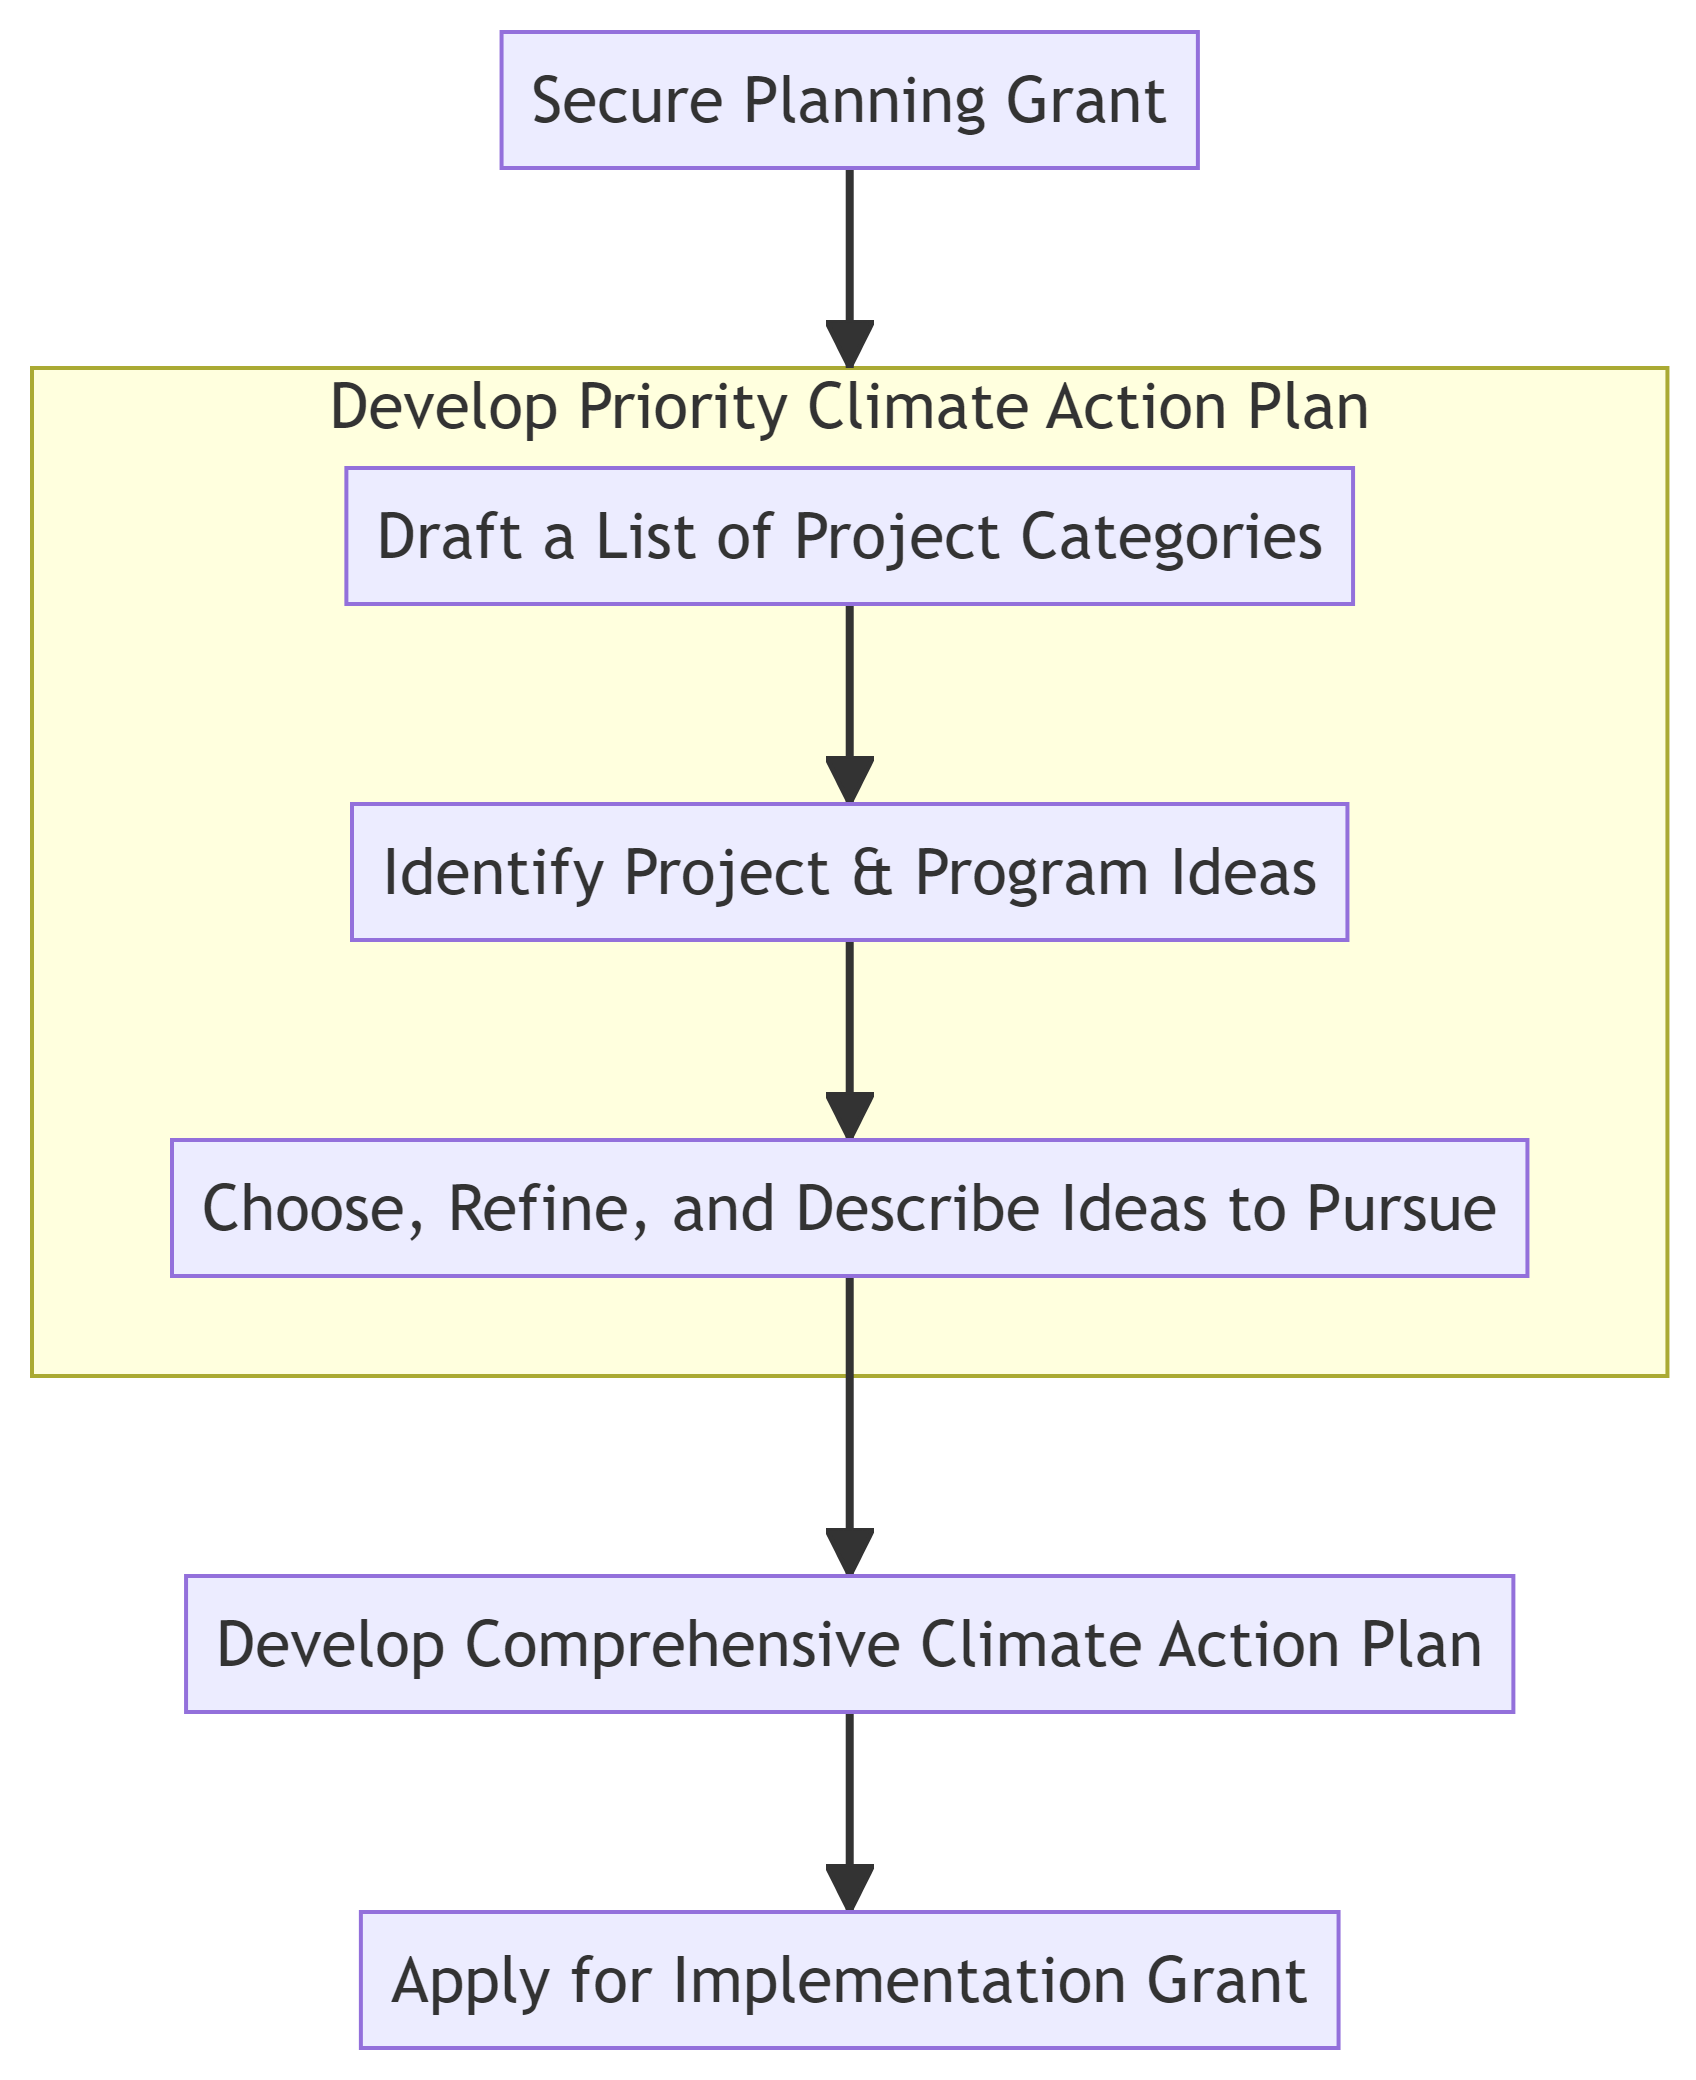 Secure Planning Grant
Develop Priority Climate Action Plan
Draft a List of Project Categories
Identify Project & Program Ideas
Choose, Refine, and Describe Ideas to Pursue
Develop Comprehensive Climate Action Plan
Apply for Implementation Grant